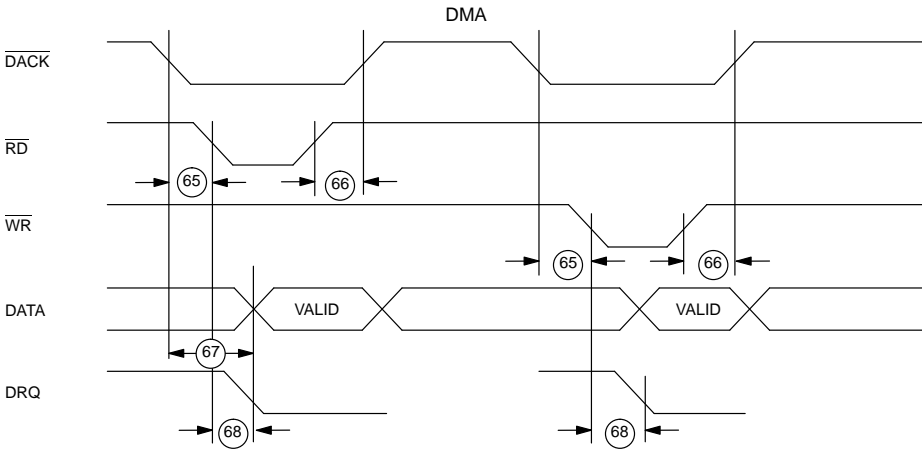 DMA
DACK
RD
65
66
WR
65
66
DATA
VALID
VALID
67
DRQ
68
68